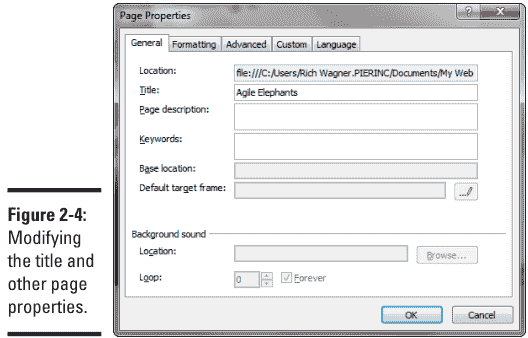 Page Properties
General Formatting Advanced Custom Language
Location: file:///C:/Users/Rich Wagner.PIERINC/Documents/My Web
Title: Agile Elephants
Page description:
Keywords:
Base location:
Default target frame:
Background sound
Location: Browse...
Loop: 0 Forever
OK Cancel
Figure 2-4:
Modifying
the title and
other page
properties.